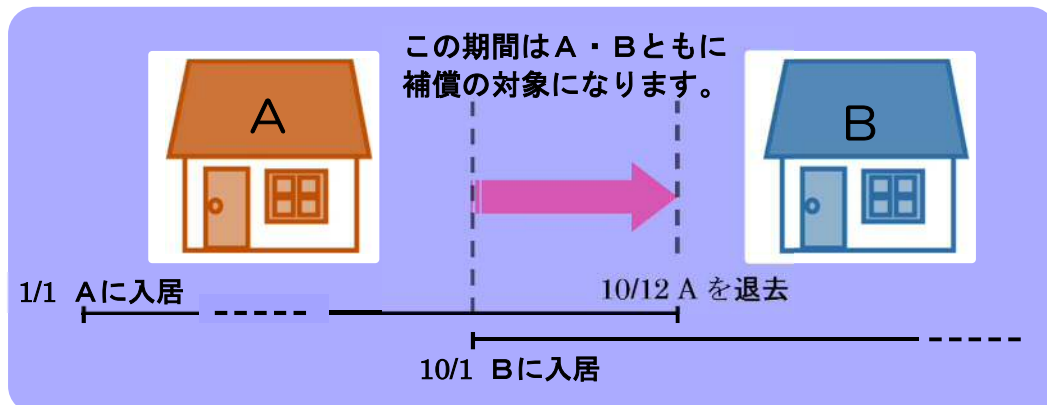 この期間はA・Bともに
補償の対象になります。
A
B
1/1 Aに入居
10/12 A を退去
10/1 Bに入居